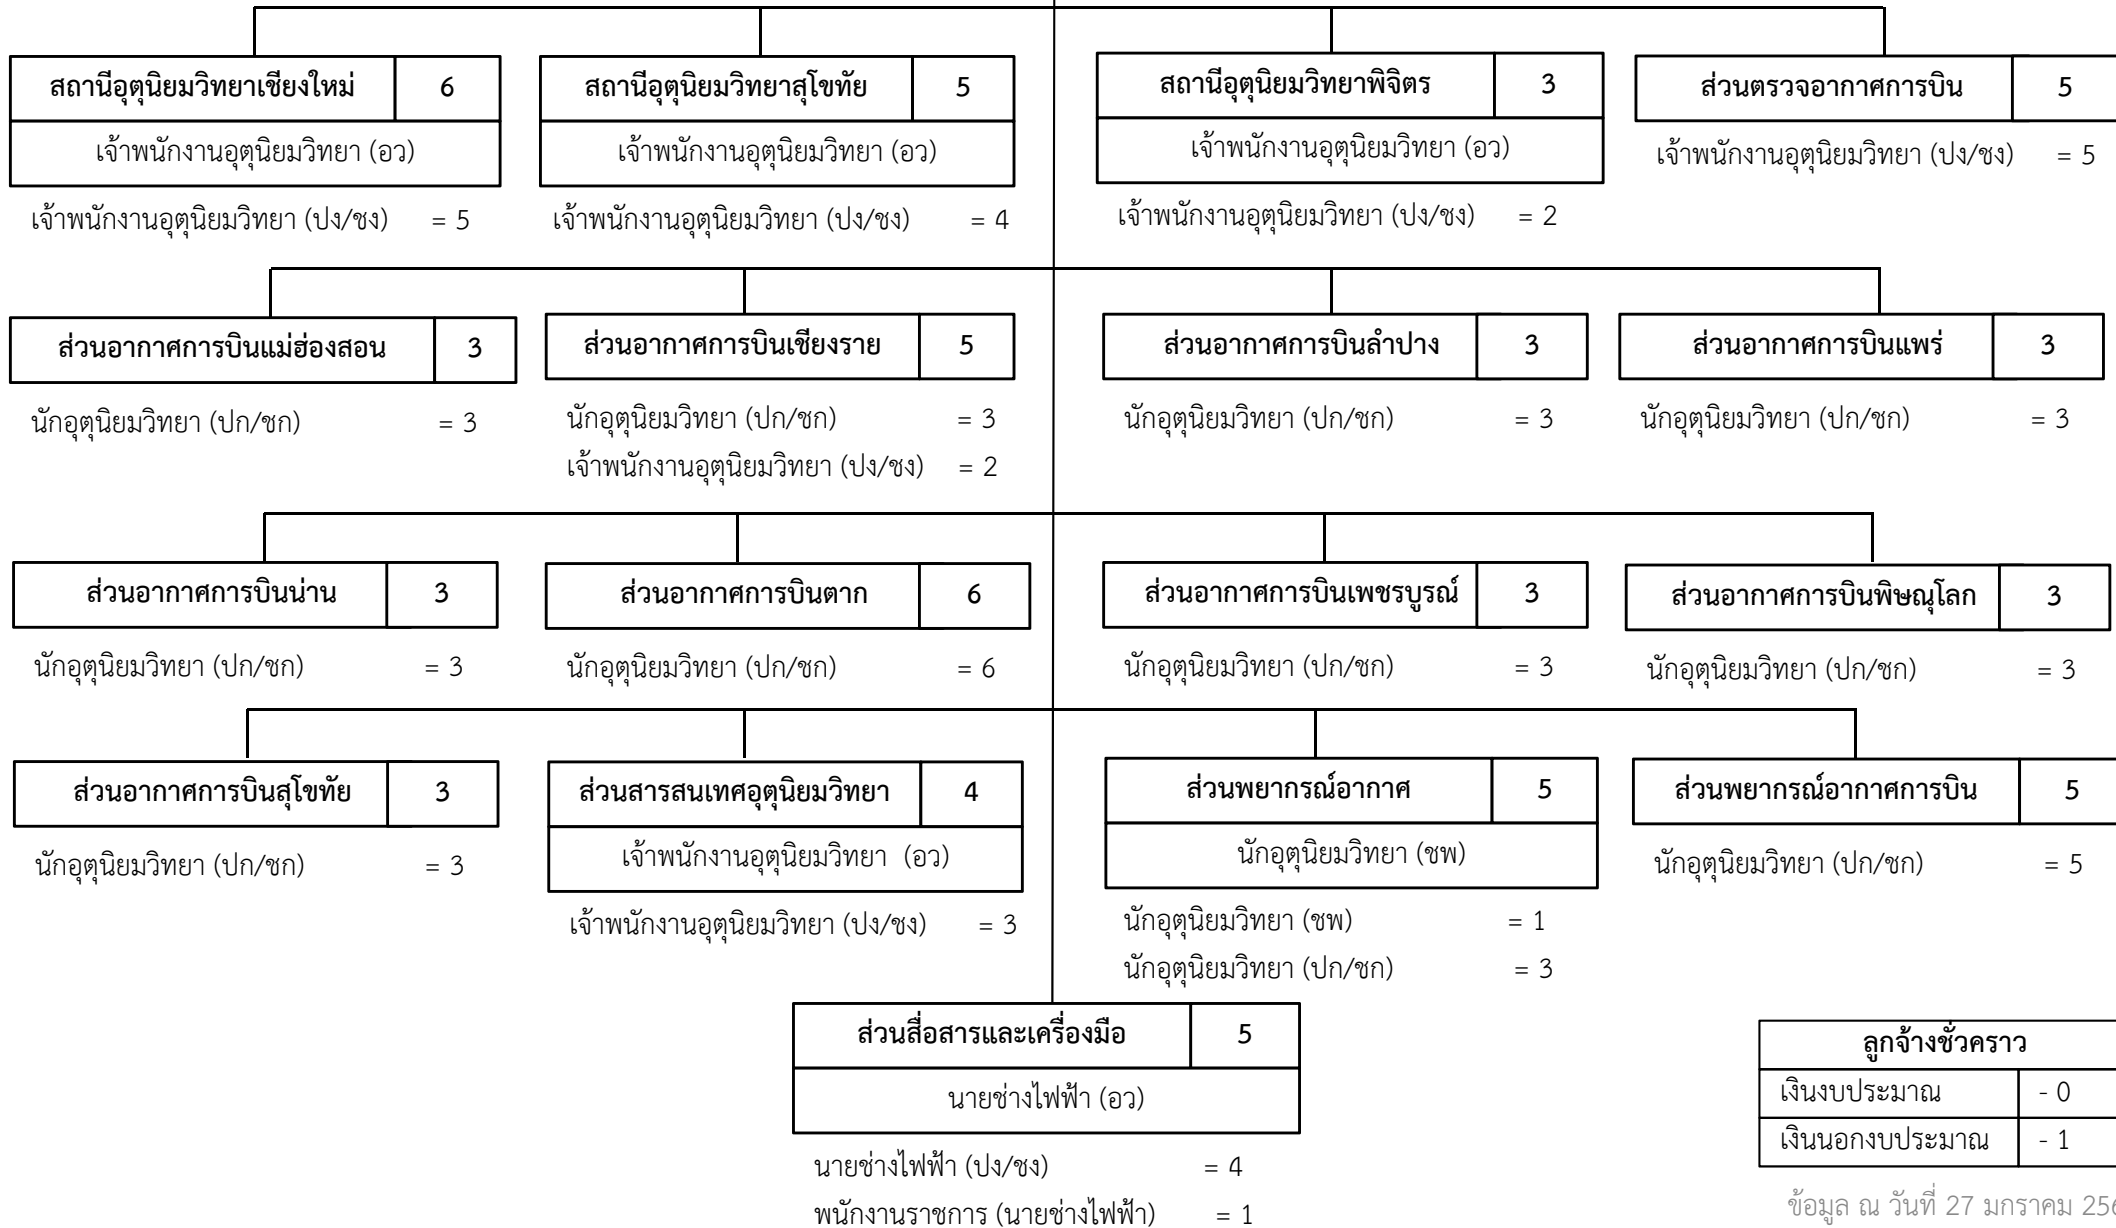 สถานีอุตุนิยมวิทยาเชียงใหม่ 6
เจ้าพนักงานอุตุนิยมวิทยา (อว)
เจ้าพนักงานอุตุนิยมวิทยา (ปง/ชง) = 5
สถานีอุตุนิยมวิทยาสุโขทัย 5
เจ้าพนักงานอุตุนิยมวิทยา (อว)
เจ้าพนักงานอุตุนิยมวิทยา (ปง/ชง) = 4
สถานีอุตุนิยมวิทยาพิจิตร 3
เจ้าพนักงานอุตุนิยมวิทยา (อว)
เจ้าพนักงานอุตุนิยมวิทยา (ปง/ชง) = 2
ส่วนตรวจอากาศการบิน 5
เจ้าพนักงานอุตุนิยมวิทยา (ปง/ชง) = 5
ส่วนอากาศการบินแม่ฮ่องสอน 3
นักอุตุนิยมวิทยา (ปก/ชก) = 3
ส่วนอากาศการบินเชียงราย 5
นักอุตุนิยมวิทยา (ปก/ชก) = 3
เจ้าพนักงานอุตุนิยมวิทยา (ปง/ชง) = 2
ส่วนอากาศการบินลำปาง 3
นักอุตุนิยมวิทยา (ปก/ชก) = 3
ส่วนอากาศการบินแพร่ 3
นักอุตุนิยมวิทยา (ปก/ชก) = 3
ส่วนอากาศการบินน่าน 3
นักอุตุนิยมวิทยา (ปก/ชก) = 3
ส่วนอากาศการบินตาก 6
นักอุตุนิยมวิทยา (ปก/ชก) = 6
ส่วนอากาศการบินเพชรบูรณ์ 3
นักอุตุนิยมวิทยา (ปก/ชก) = 3
ส่วนอากาศการบินพิษณุโลก 3
นักอุตุนิยมวิทยา (ปก/ชก) = 3
ส่วนอากาศการบินสุโขทัย 3
นักอุตุนิยมวิทยา (ปก/ชก) = 3
ส่วนสารสนเทศอุตุนิยมวิทยา 4
เจ้าพนักงานอุตุนิยมวิทยา (อว)
เจ้าพนักงานอุตุนิยมวิทยา (ปง/ชง) = 3
ส่วนพยากรณ์อากาศ 5
นักอุตุนิยมวิทยา (ชพ)
นักอุตุนิยมวิทยา (ชพ) = 1
นักอุตุนิยมวิทยา (ปก/ชก) = 3
ส่วนพยากรณ์อากาศการบิน 5
นักอุตุนิยมวิทยา (ปก/ชก) = 5
ส่วนสื่อสารและเครื่องมือ 5
นายช่างไฟฟ้า (อว)
นายช่างไฟฟ้า (ปง/ชง) = 4
พนักงานราชการ (นายช่างไฟฟ้า) = 1
ลูกจ้างชั่วคราว
เงินงบประมาณ - 0
เงินนอกงบประมาณ - 1
ข้อมูล ณ วันที่ 27 มกราคม